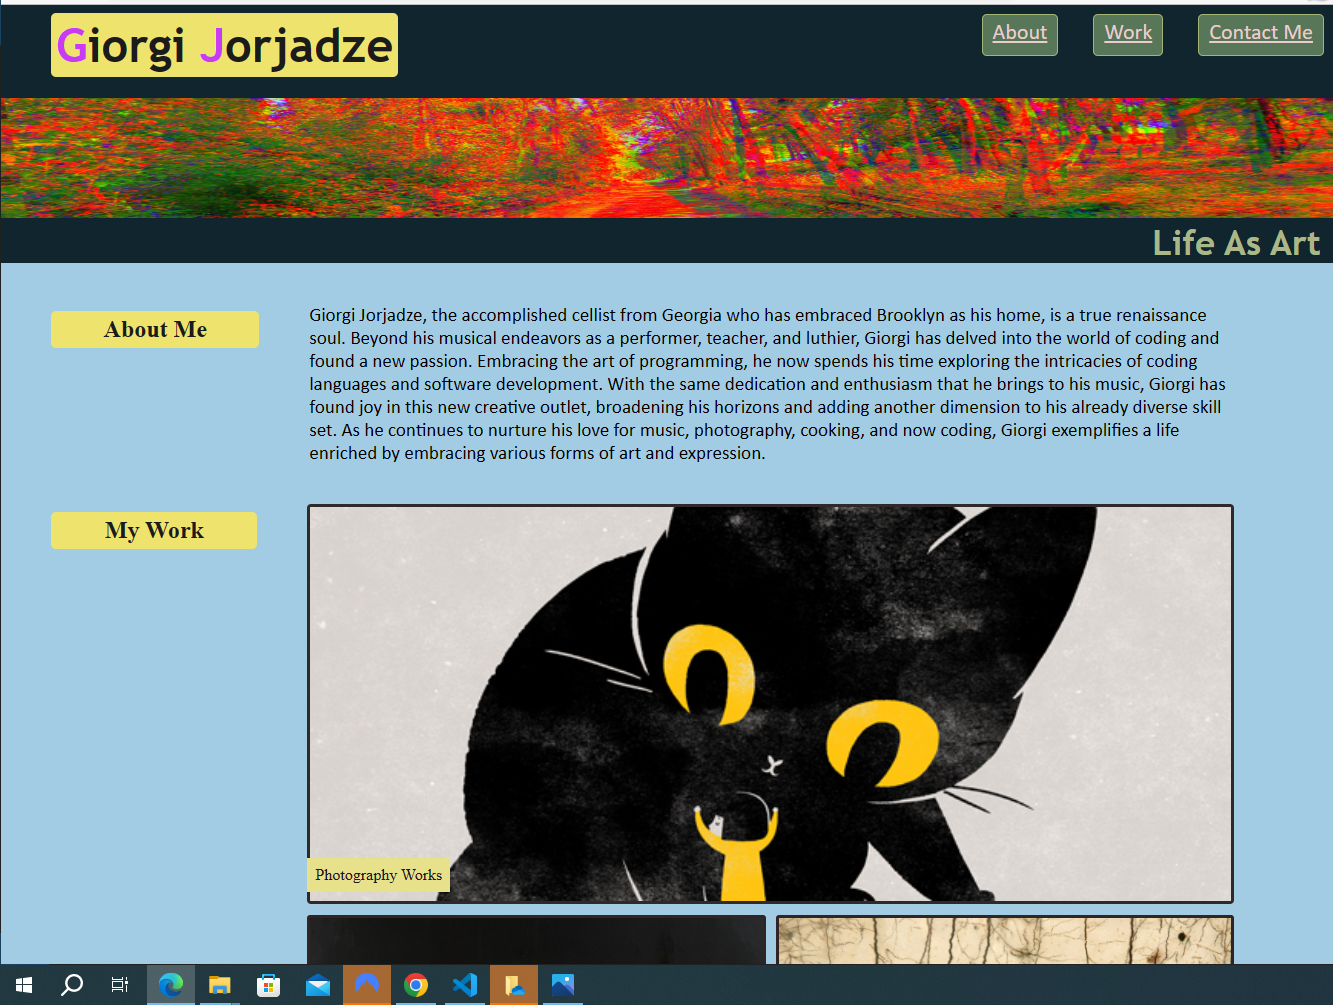 Giorgi Jorjadze
About
Work
Contact Me
Life As Art
About Me
Giorgi Jorjadze, the accomplished cellist from Georgia who has embraced Brooklyn as his home, is a true renaissance
soul. Beyond his musical endeavors as a performer, teacher, and luthier, Giorgi has delved into the world of coding and
found a new passion. Embracing the art of programming, he now spends his time exploring the intricacies of coding
languages and software development. With the same dedication and enthusiasm that he brings to his music, Giorgi has
found joy in this new creative outlet, broadening his horizons and adding another dimension to his already diverse skill
set. As he continues to nurture his love for music, photography, cooking, and now coding, Giorgi exemplifies a life
enriched by embracing various forms of art and expression.
My Work
Photography Works